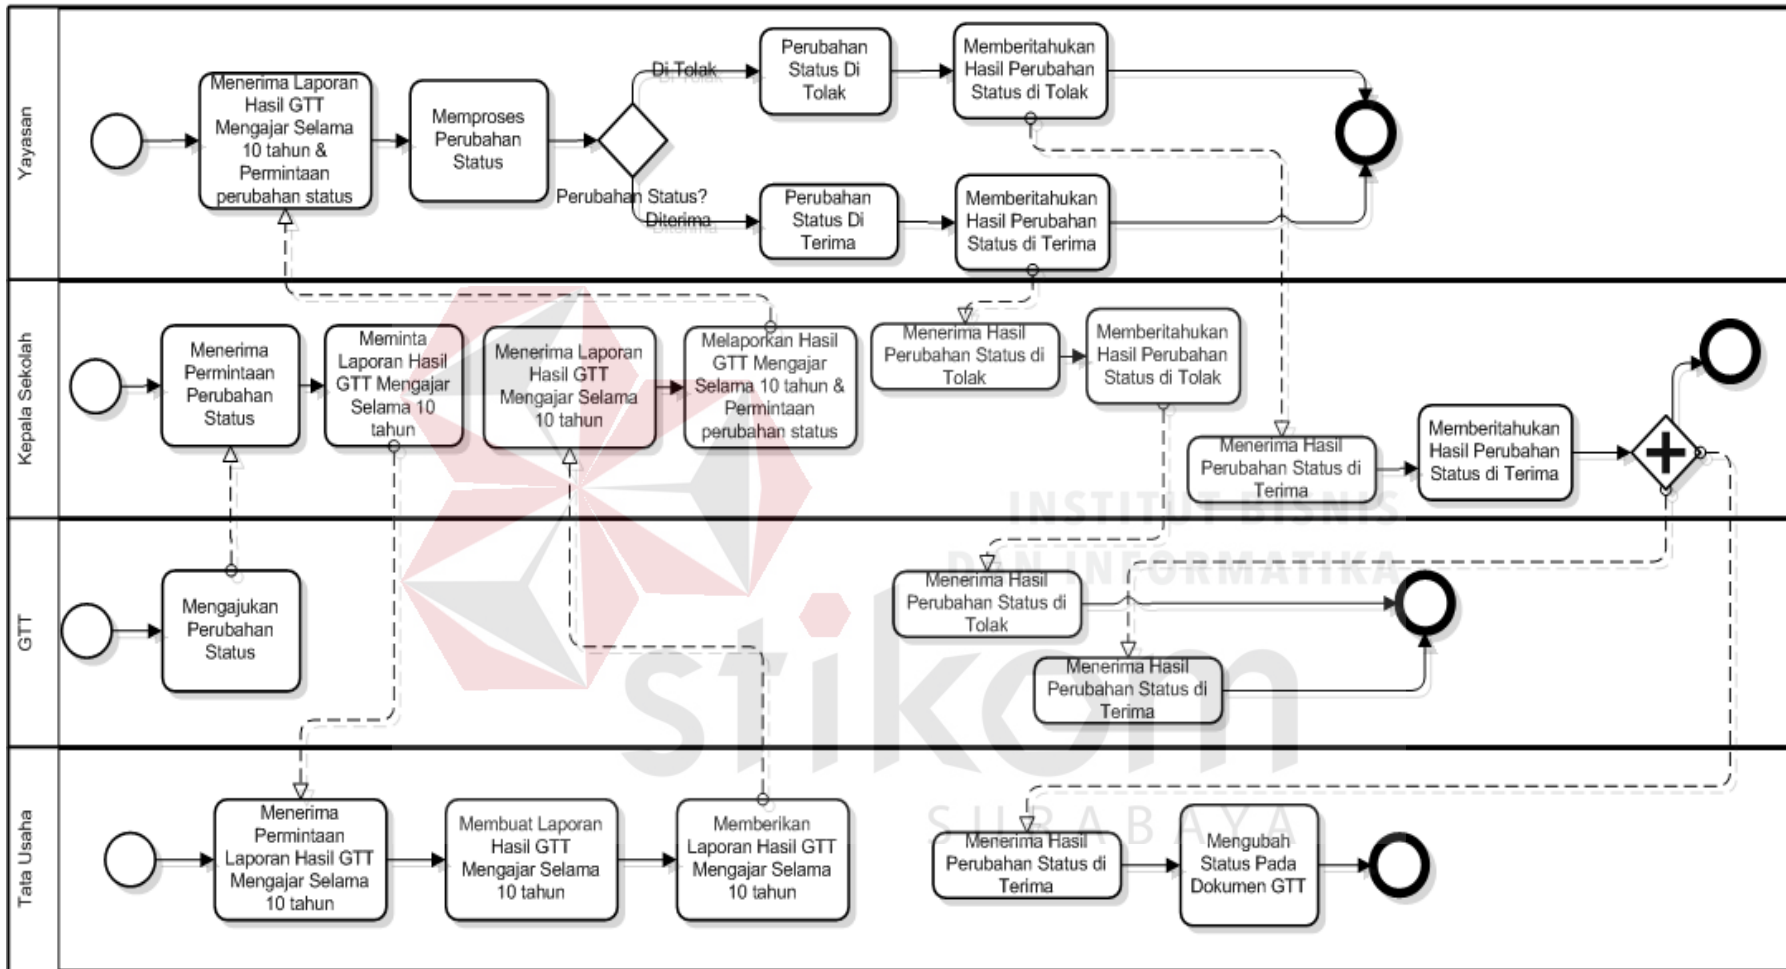 Yayasan
Menerima Laporan
Hasil GTT
Mengajar Selama
10 tahun &
Permintaan
perubahan status
Memproses
Perubahan
Status
Perubahan Status?
Di Tolak
Diterima
Perubahan
Status Di
Tolak
Memberitahukan
Hasil Perubahan
Status di Tolak
Perubahan
Status Di
Terima
Memberitahukan
Hasil Perubahan
Status di Terima
Kepala Sekolah
Menerima
Permintaan
Perubahan
Status
Meminta
Laporan Hasil
GTT Mengajar
Selama 10
tahun
Menerima Laporan
Hasil GTT
Mengajar Selama
10 tahun
Melaporkan Hasil
GTT Mengajar
Selama 10 tahun &
Permintaan
perubahan status
Menerima Hasil
Perubahan Status di
Tolak
Memberitahukan
Hasil Perubahan
Status di Tolak
Menerima Hasil
Perubahan Status di
Terima
Memberitahukan
Hasil Perubahan
Status di Terima
GTT
Mengajukan
Perubahan
Status
Menerima Hasil
Perubahan Status di
Tolak
Menerima Hasil
Perubahan Status di
Terima
Tata Usaha
Menerima
Permintaan
Laporan Hasil GTT
Mengajar Selama
10 tahun
Membuat Laporan
Hasil GTT
Mengajar Selama
10 tahun
Memberikan
Laporan Hasil GTT
Mengajar Selama
10 tahun
Menerima Hasil
Perubahan Status di
Terima
Mengubah
Status Pada
Dokumen GTT
INSTITUT BISNIS
DAN INFORMATIKA
stikom
SURABAYA